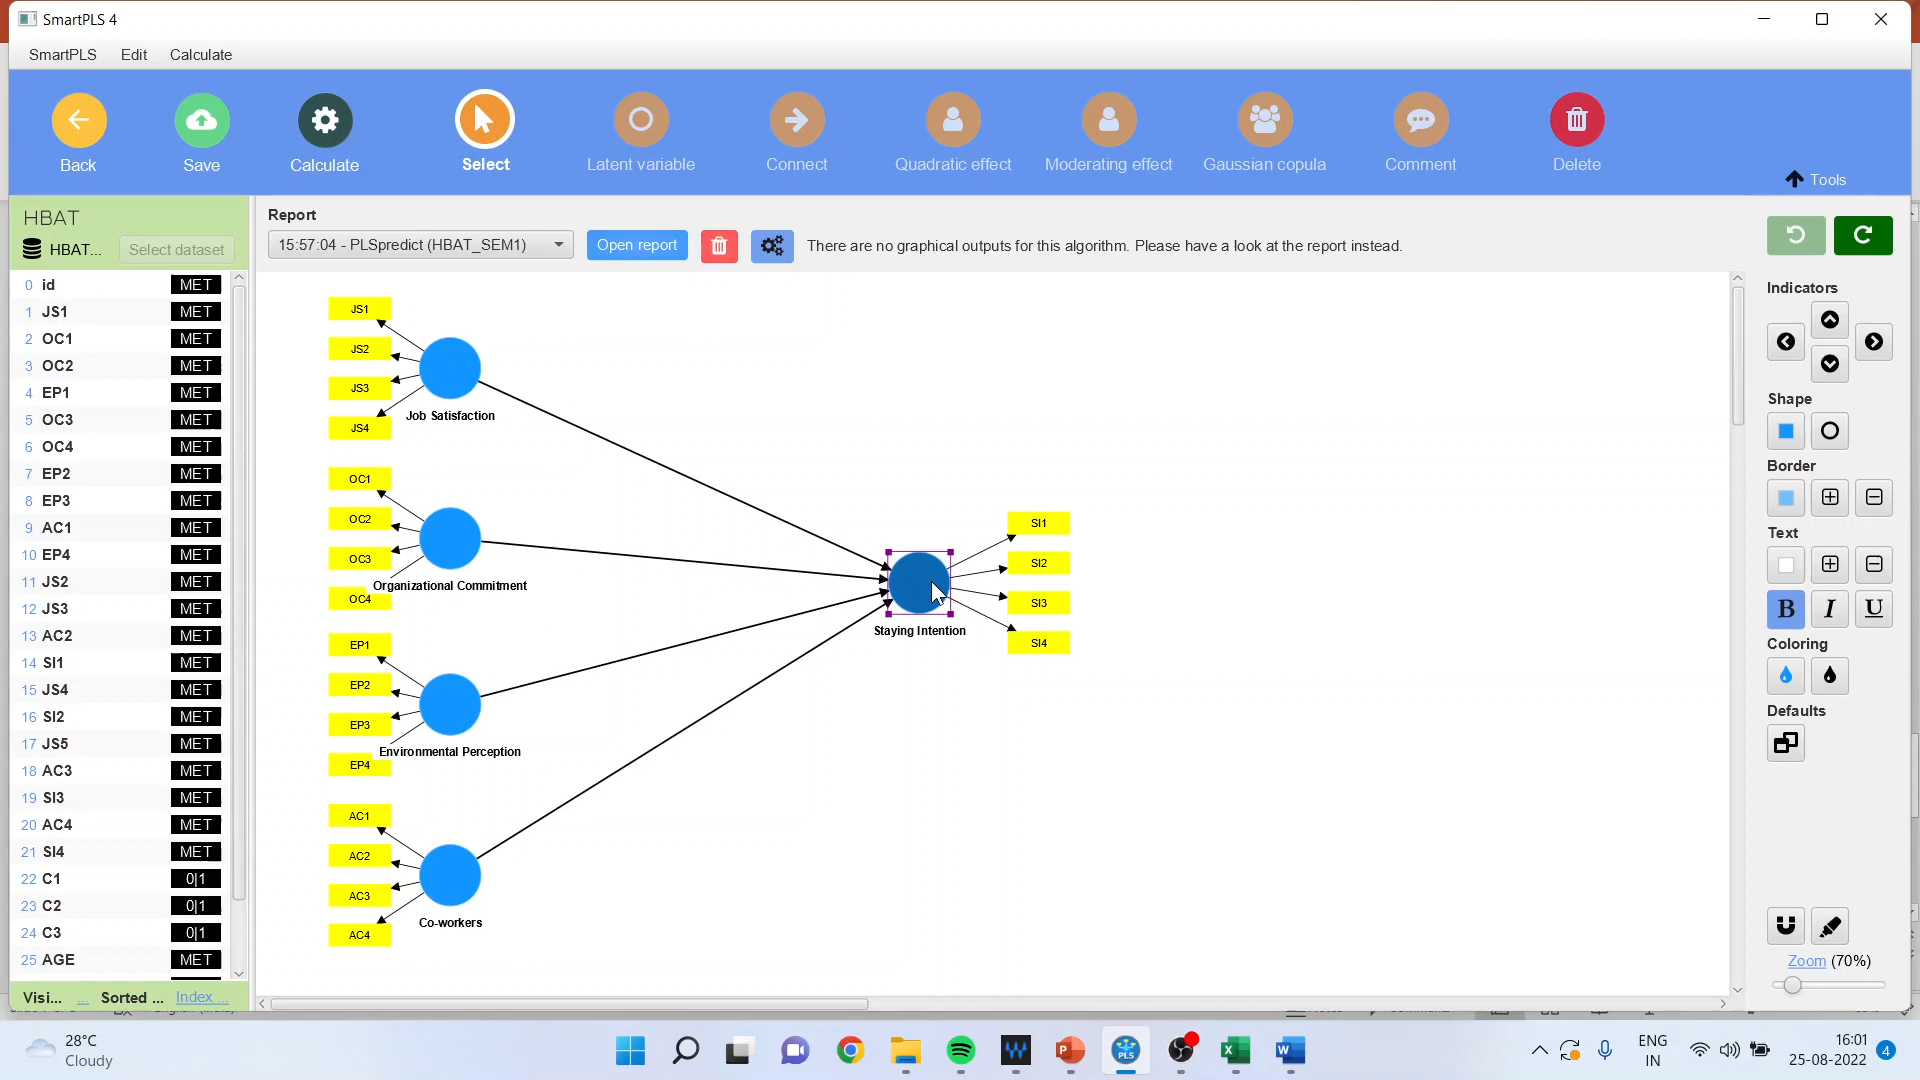 SmartPLS 4
SmartPLS Edit Calculate
Back Save Calculate Select Latent variable Connect Quadratic effect Moderating effect Gaussian copula Comment Delete
Tools
HBAT
HBAT... Select dataset
0 id MET
1 JS1 MET
2 OC1 MET
3 OC2 MET
4 EP1 MET
5 OC3 MET
6 OC4 MET
7 EP2 MET
8 EP3 MET
9 AC1 MET
10 EP4 MET
11 JS2 MET
12 JS3 MET
13 AC2 MET
14 SI1 MET
15 JS4 MET
16 SI2 MET
17 JS5 MET
18 AC3 MET
19 SI3 MET
20 AC4 MET
21 SI4 MET
22 C1 0|1
23 C2 0|1
24 C3 0|1
25 AGE MET
Visi... ... Sorted ... Index ...
Report
15:57:04 - PLSpredict (HBAT_SEM1) Open report There are no graphical outputs for this algorithm. Please have a look at the report instead.
JS1
JS2
JS3
JS4
Job Satisfaction
OC1
OC2
OC3
OC4
Organizational Commitment
EP1
EP2
EP3
EP4
Environmental Perception
AC1
AC2
AC3
AC4
Co-workers
Staying Intention
SI1
SI2
SI3
SI4
Indicators
Shape
Border
Text
B I U
Coloring
Defaults
Zoom (70%)
28°C
Cloudy
P
PLS
X
W
ENG
IN
16:01
25-08-2022
4